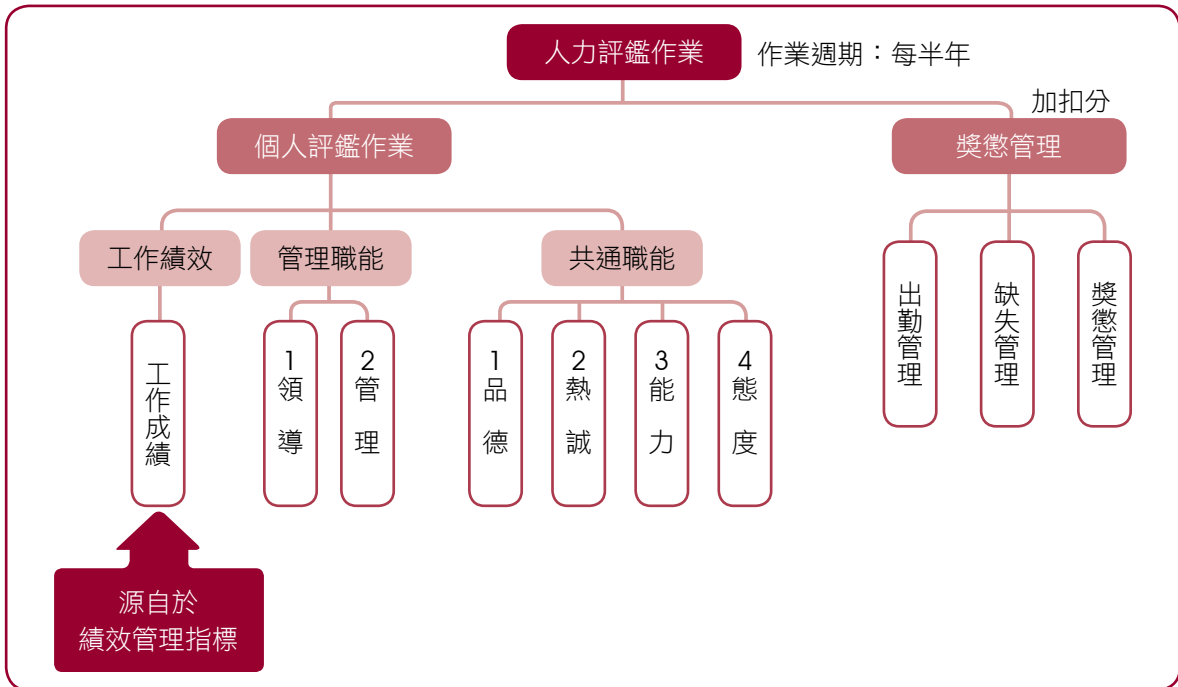 人力評鑑作業
作業週期：每半年
加扣分
個人評鑑作業
獎懲管理
工作績效
管理職能
共通職能
工作成績
1領導
2管理
1品德
2熱誠
3能力
4態度
出勤管理
缺失管理
獎懲管理
源自於
績效管理指標